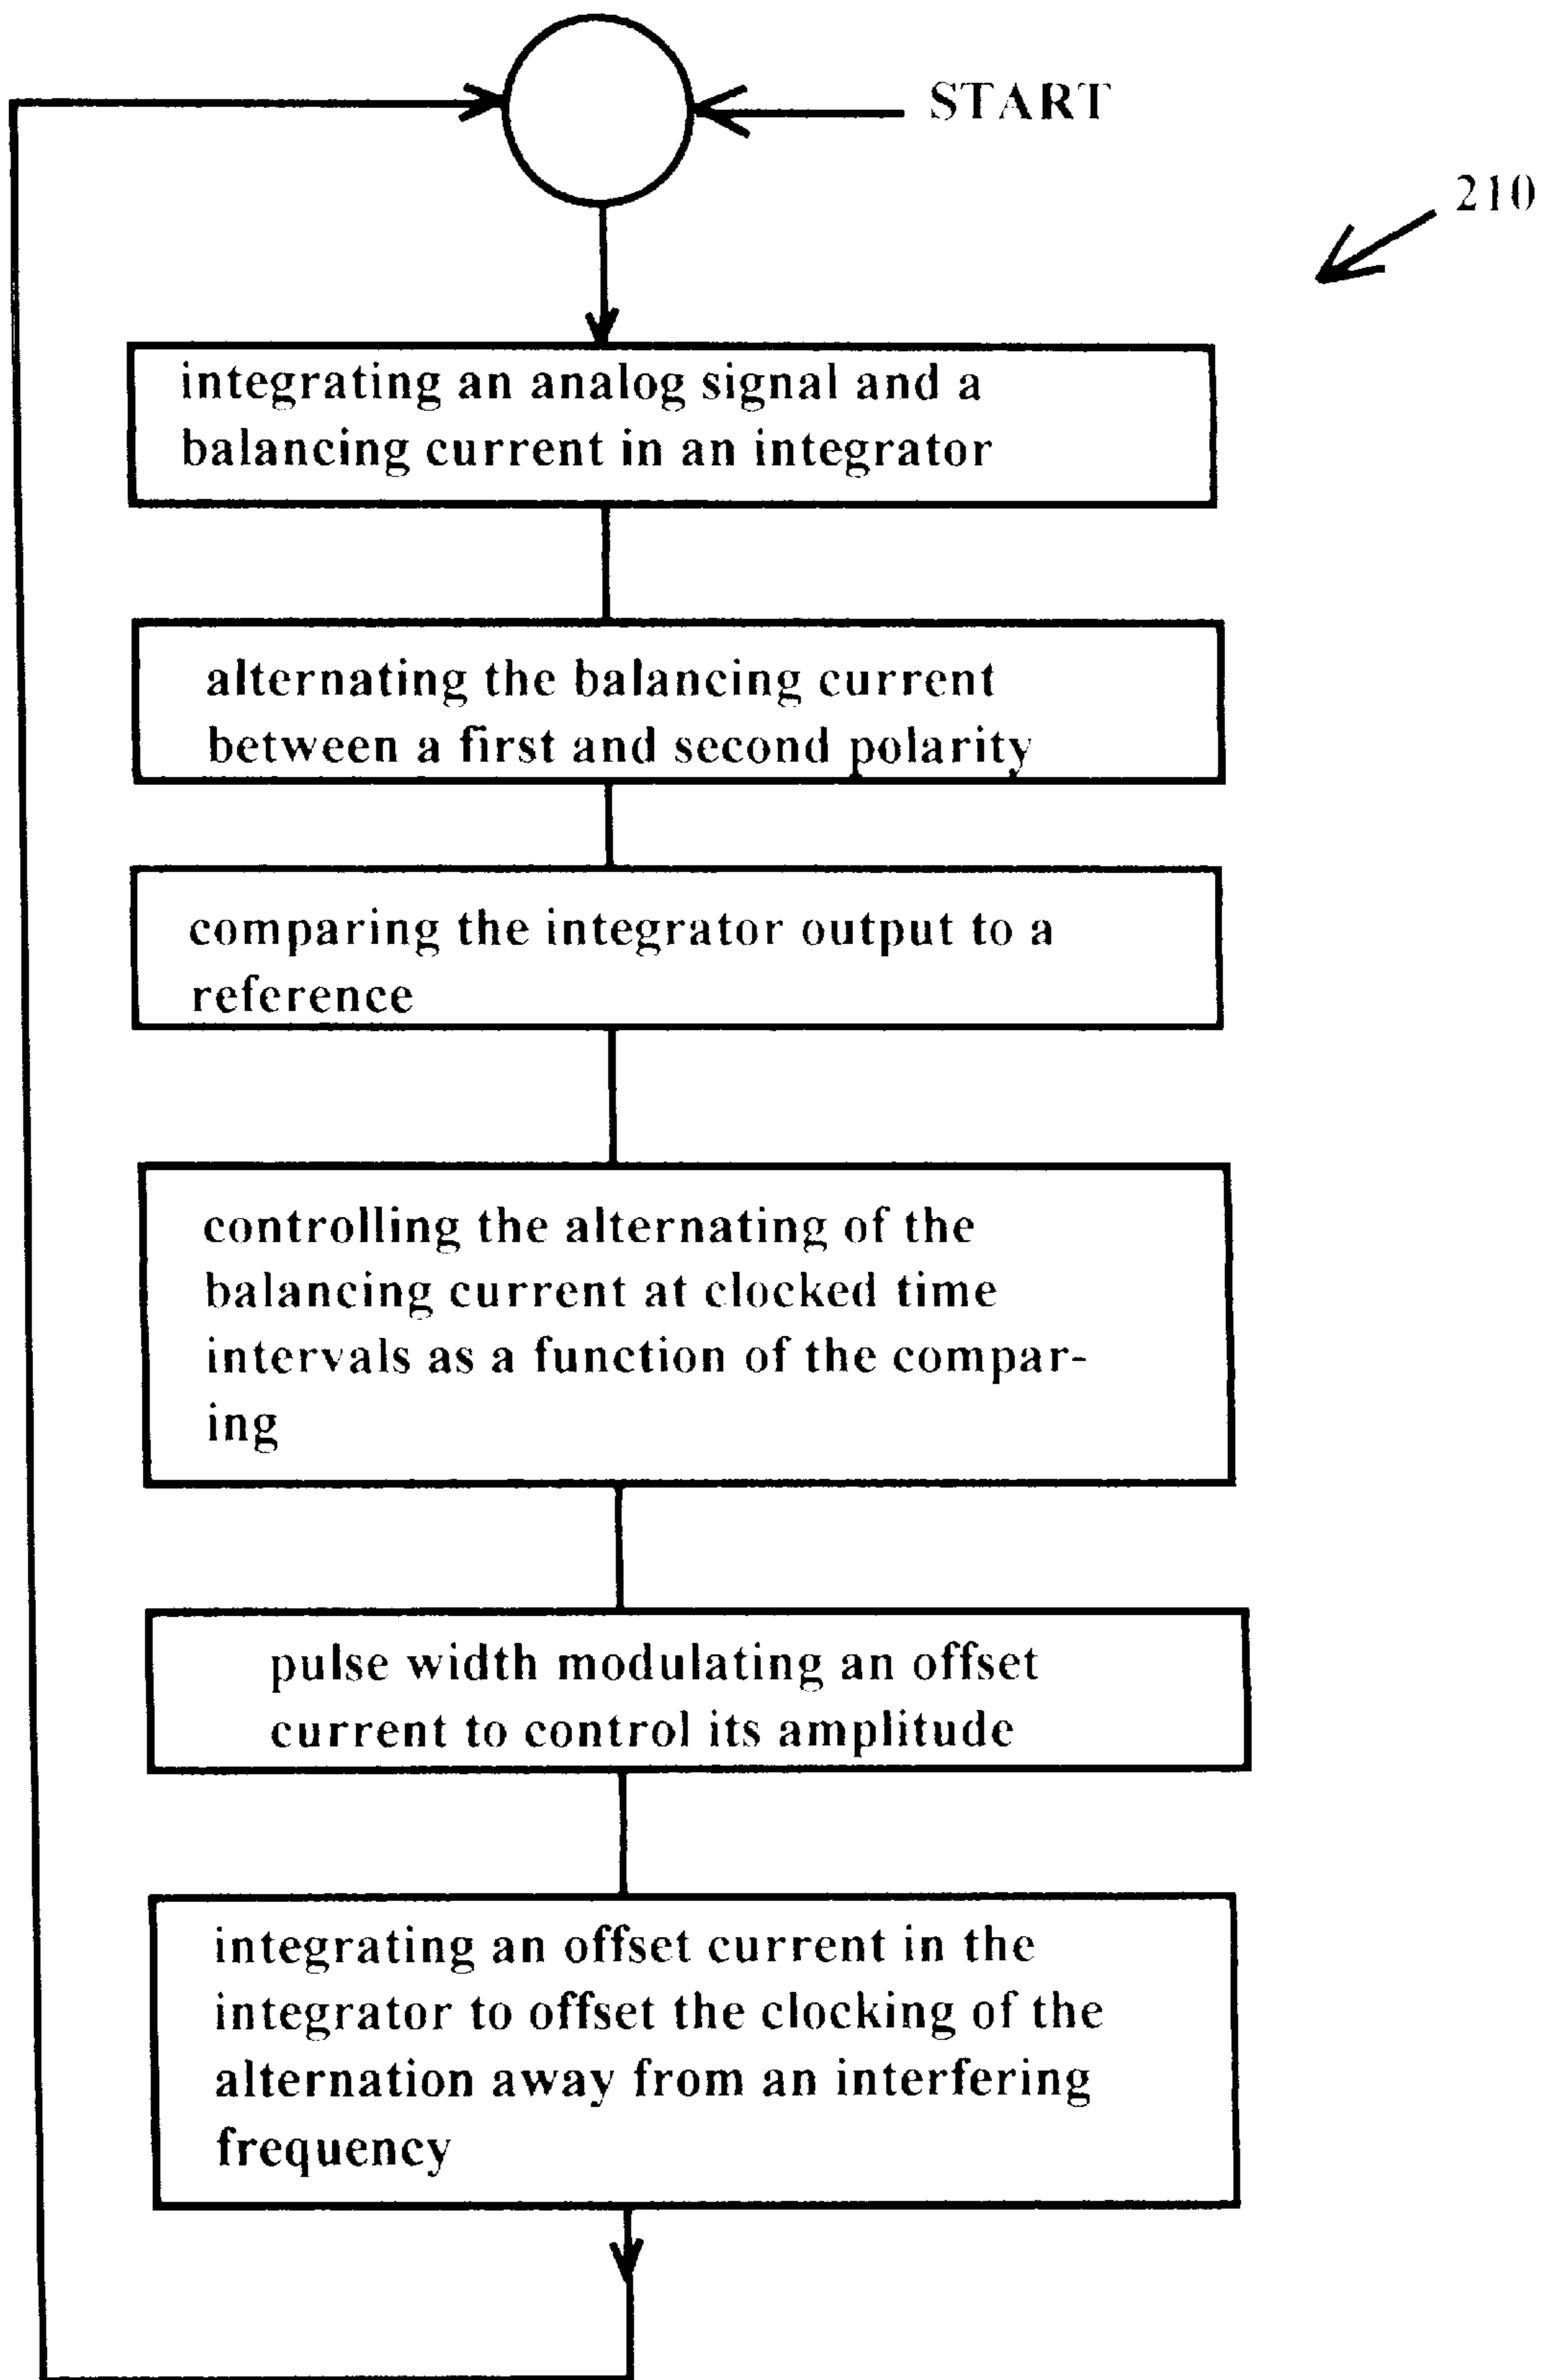 START
210
integrating an analog signal and a
balancing current in an integrator
alternating the balancing current
between a first and second polarity
comparing the integrator output to a
reference
controlling the alternating of the
balancing current at clocked time
intervals as a function of the compar-
ing
pulse width modulating an offset
current to control its amplitude
integrating an offset current in the
integrator to offset the clocking of the
alternation away from an interfering
frequency